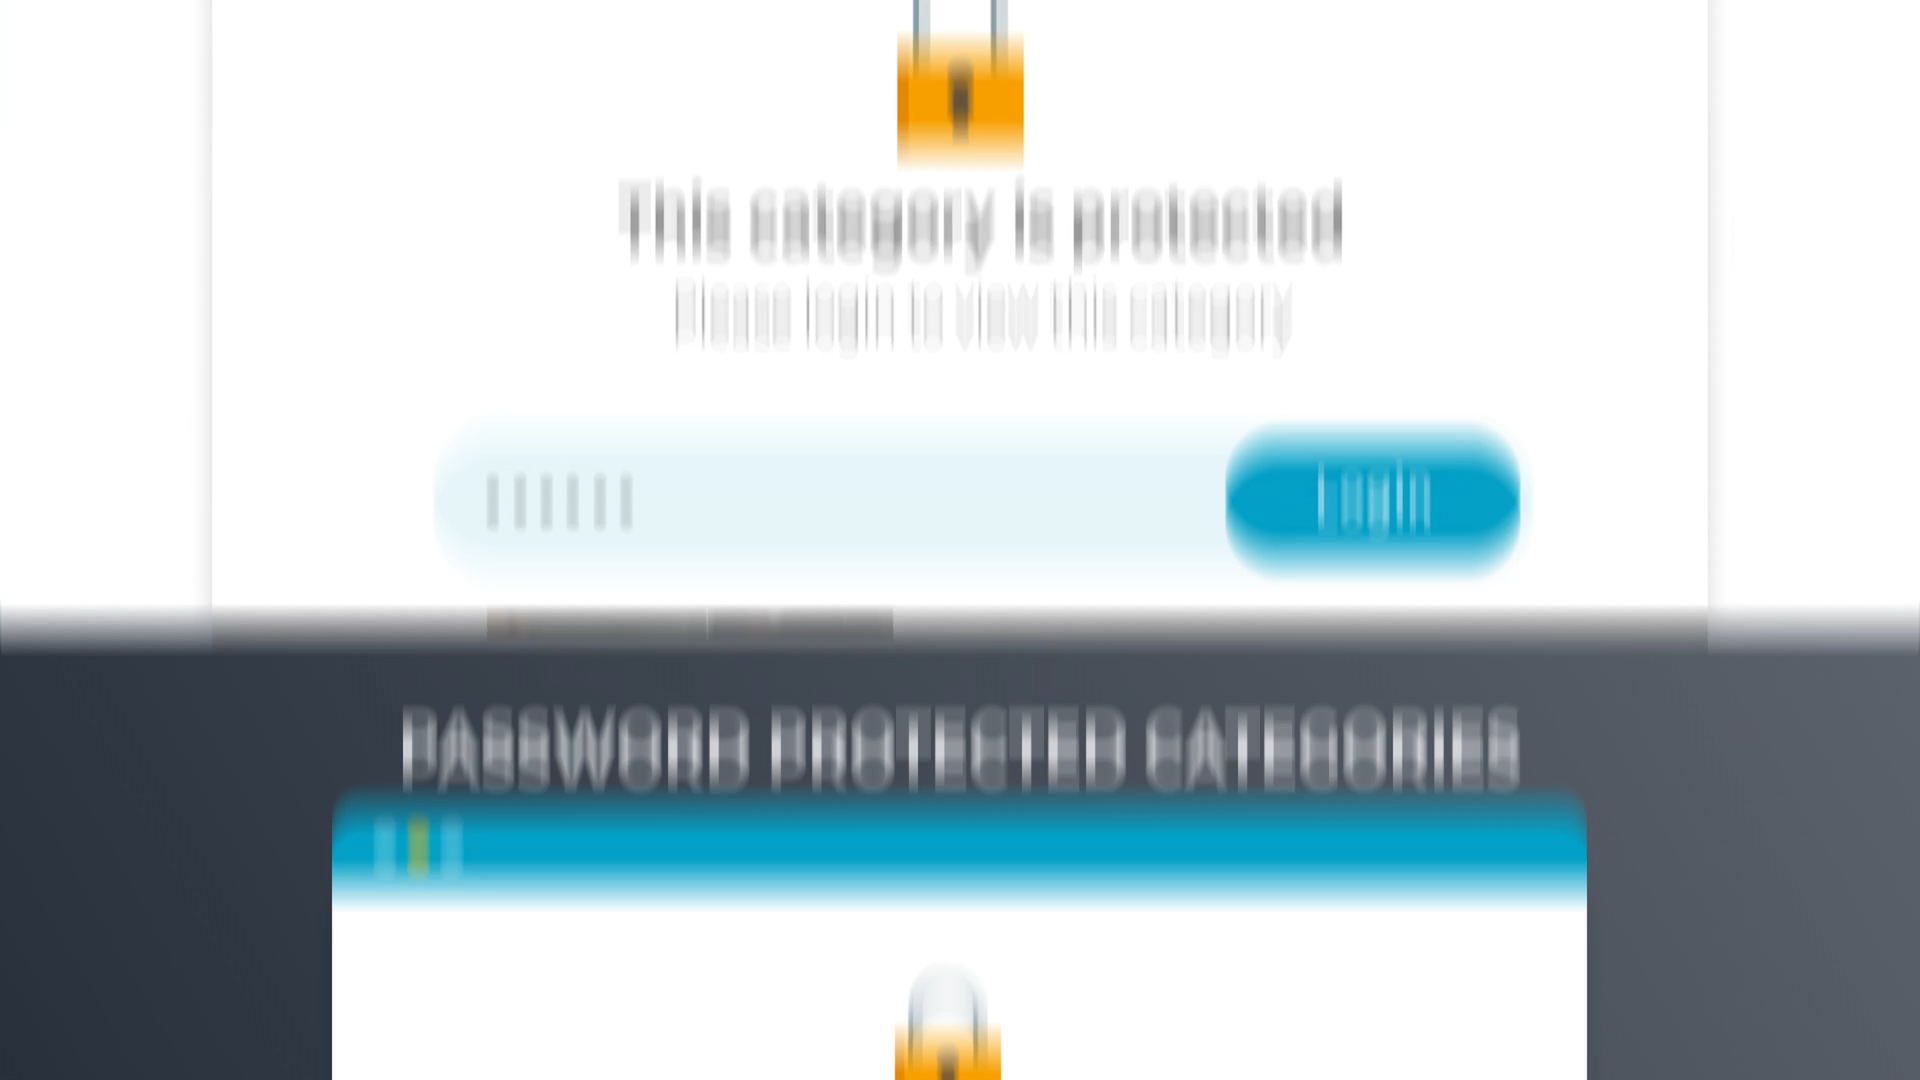 This category is protected
Please login to view this category
Login
PASSWORD PROTECTED CATEGORIES